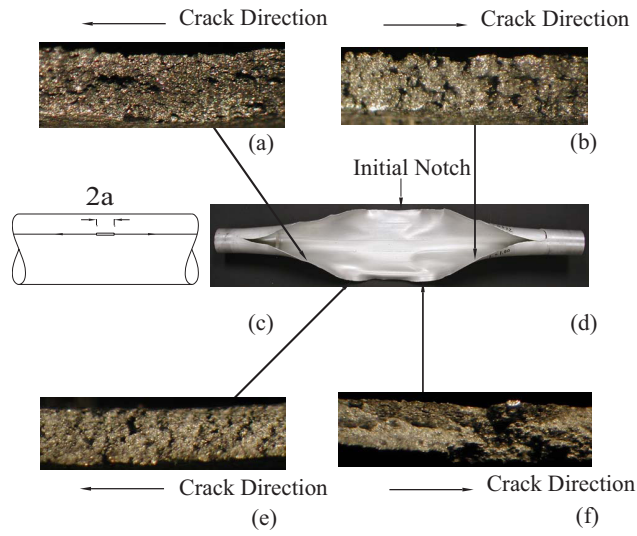 Crack Direction
Crack Direction
(a)
(b)
Initial Notch
2a
(c)
(d)
Crack Direction
Crack Direction
(e)
(f)